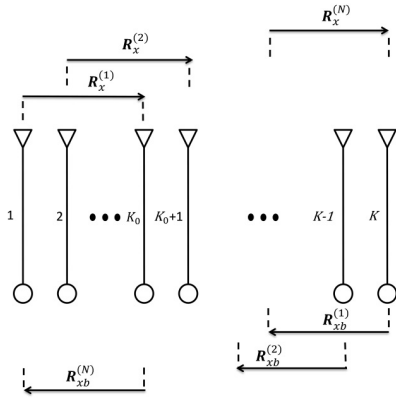 R_x^(N)
R_x^(2)
R_x^(1)
1 2 ••• K_0 K_0+1 ••• K-1 K
R_xb^(1)
R_xb^(2)
R_xb^(N)